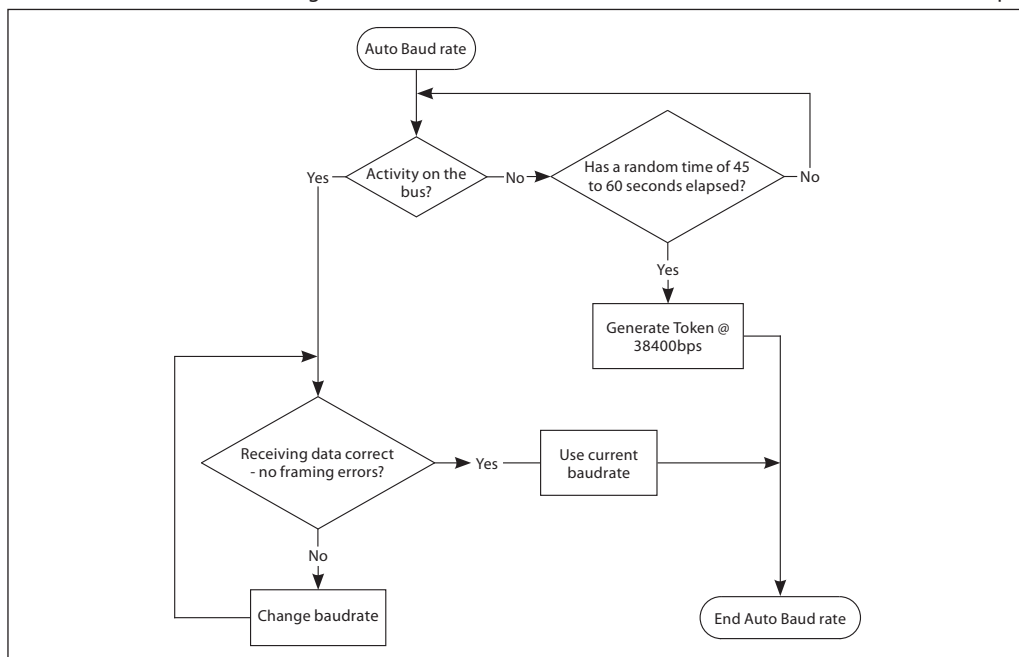 Auto Baud rate
Activity on the
bus?
Yes
No
Has a random time of 45
to 60 seconds elapsed?
No
Yes
Generate Token @
38400bps
Receiving data correct
- no framing errors?
Yes
Use current
baudrate
No
Change baudrate
End Auto Baud rate